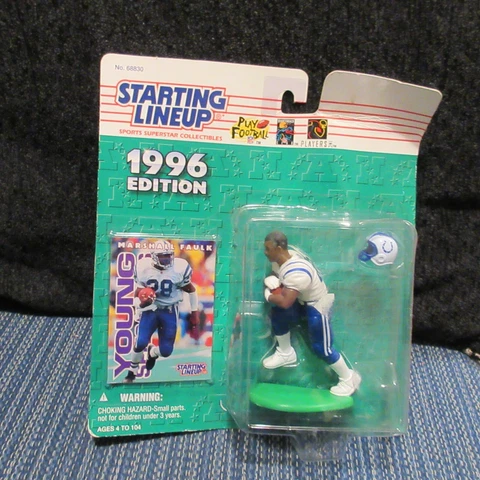 No. 68830
STARTING
LINEUP
SPORTS SUPERSTAR COLLECTIBLES
PLAY
FOOTBALL
PLAYERS
1996
EDITION
MARSHALL FAULK
YOUNG
28
STARTING
LINEUP
WARNING:
CHOKING HAZARD-Small parts.
not for children under 3 years.
AGES 4 TO 104